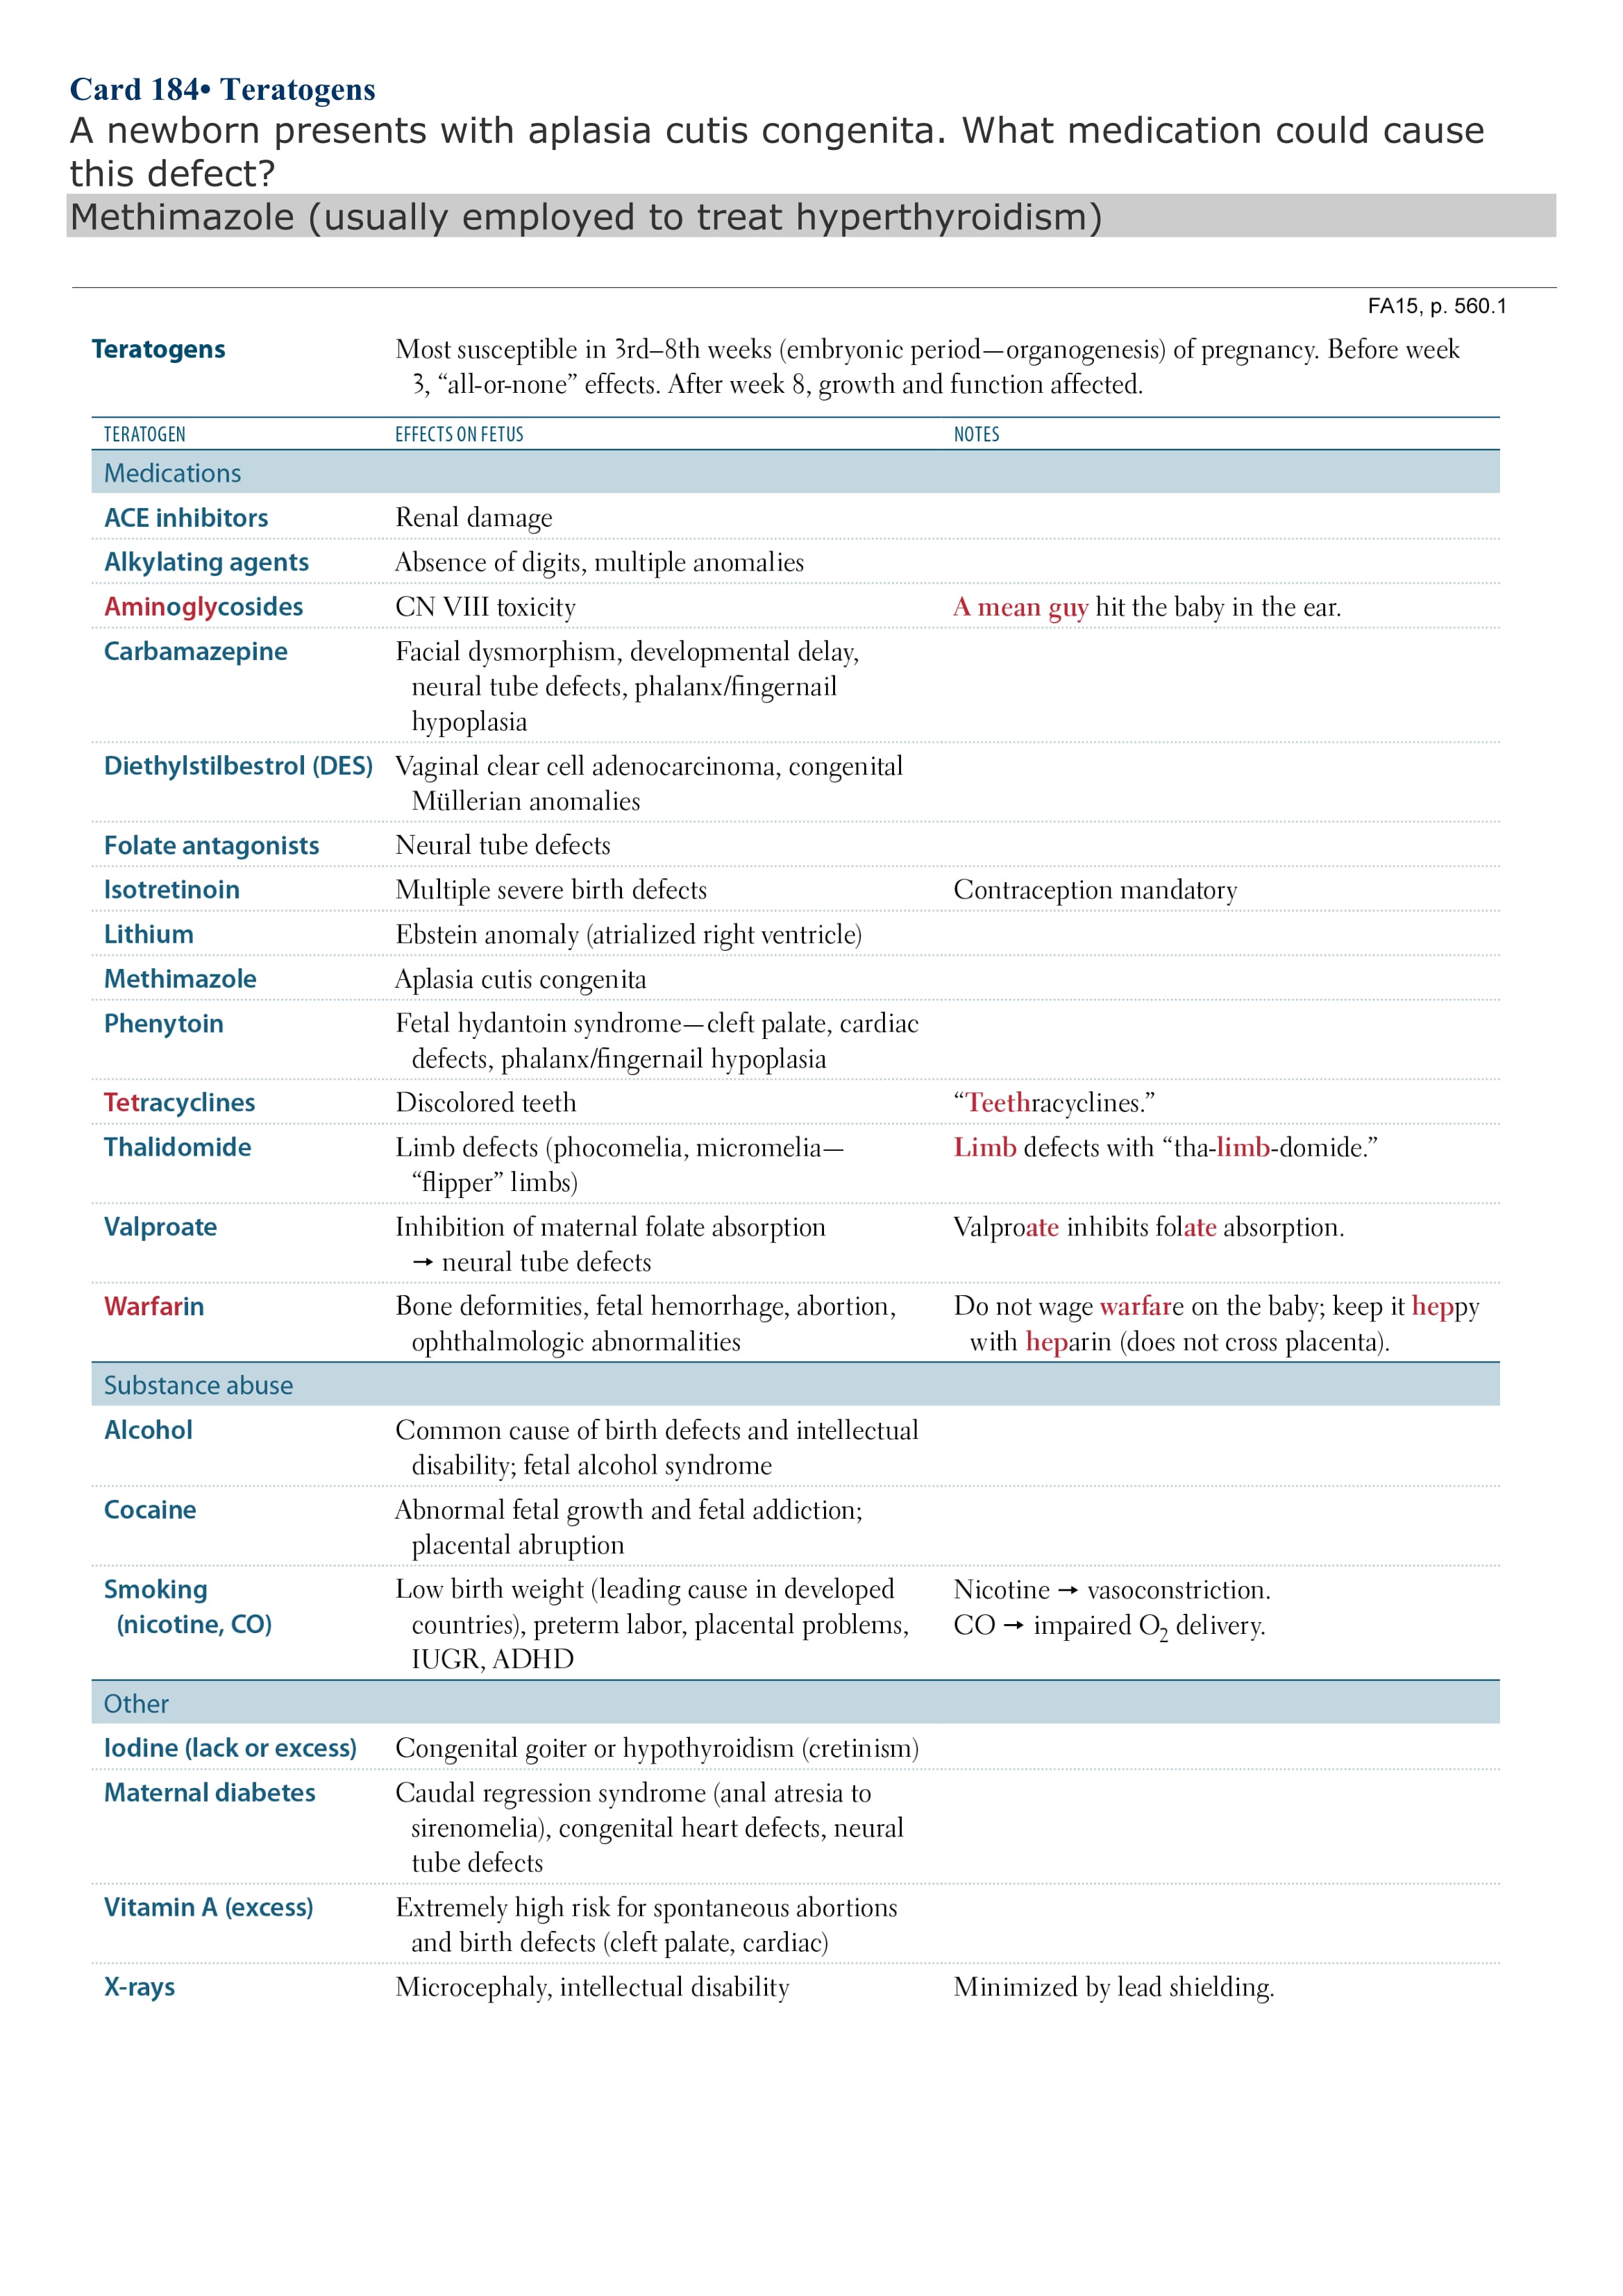 Card 184• Teratogens
A newborn presents with aplasia cutis congenita. What medication could cause
this defect?
Methimazole (usually employed to treat hyperthyroidism)
FA15, p. 560.1
Teratogens Most susceptible in 3rd–8th weeks (embryonic period—organogenesis) of pregnancy. Before week
3, “all-or-none” effects. After week 8, growth and function affected.
TERATOGEN EFFECTS ON FETUS NOTES
Medications
ACE inhibitors Renal damage
Alkylating agents Absence of digits, multiple anomalies
Aminoglycosides CN VIII toxicity A mean guy hit the baby in the ear.
Carbamazepine Facial dysmorphism, developmental delay,
neural tube defects, phalanx/fingernail
hypoplasia
Diethylstilbestrol (DES) Vaginal clear cell adenocarcinoma, congenital
Müllerian anomalies
Folate antagonists Neural tube defects
Isotretinoin Multiple severe birth defects Contraception mandatory
Lithium Ebstein anomaly (atrialized right ventricle)
Methimazole Aplasia cutis congenita
Phenytoin Fetal hydantoin syndrome—cleft palate, cardiac
defects, phalanx/fingernail hypoplasia
Tetracyclines Discolored teeth “Teethracyclines.”
Thalidomide Limb defects (phocomelia, micromelia— Limb defects with “tha-limb-domide.”
“flipper” limbs)
Valproate Inhibition of maternal folate absorption Valproate inhibits folate absorption.
→ neural tube defects
Warfarin Bone deformities, fetal hemorrhage, abortion, Do not wage warfare on the baby; keep it heppy
ophthalmologic abnormalities with heparin (does not cross placenta).
Substance abuse
Alcohol Common cause of birth defects and intellectual
disability; fetal alcohol syndrome
Cocaine Abnormal fetal growth and fetal addiction;
placental abruption
Smoking Low birth weight (leading cause in developed Nicotine → vasoconstriction.
(nicotine, CO) countries), preterm labor, placental problems, CO → impaired O₂ delivery.
IUGR, ADHD
Other
Iodine (lack or excess) Congenital goiter or hypothyroidism (cretinism)
Maternal diabetes Caudal regression syndrome (anal atresia to
sirenomelia), congenital heart defects, neural
tube defects
Vitamin A (excess) Extremely high risk for spontaneous abortions
and birth defects (cleft palate, cardiac)
X-rays Microcephaly, intellectual disability Minimized by lead shielding.